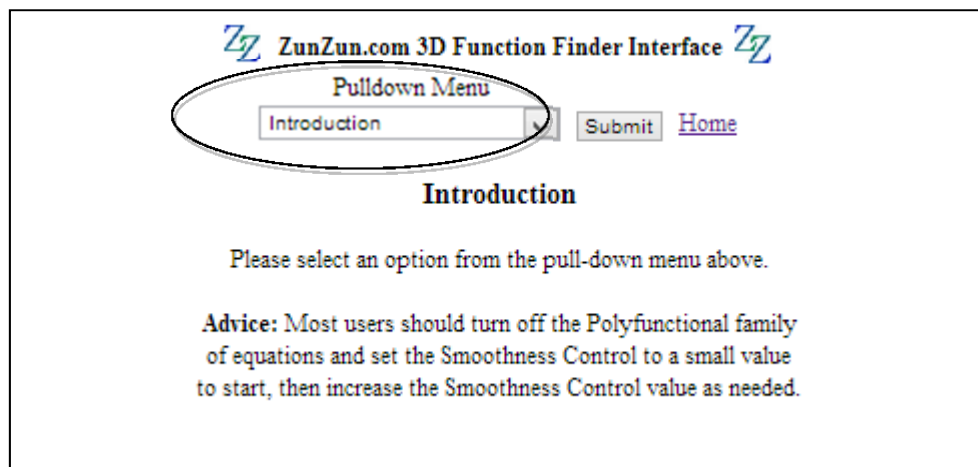 ZZ ZunZun.com 3D Function Finder Interface ZZ
Pulldown Menu
Introduction Submit Home
Introduction
Please select an option from the pull-down menu above.
Advice: Most users should turn off the Polyfunctional family
of equations and set the Smoothness Control to a small value
to start, then increase the Smoothness Control value as needed.